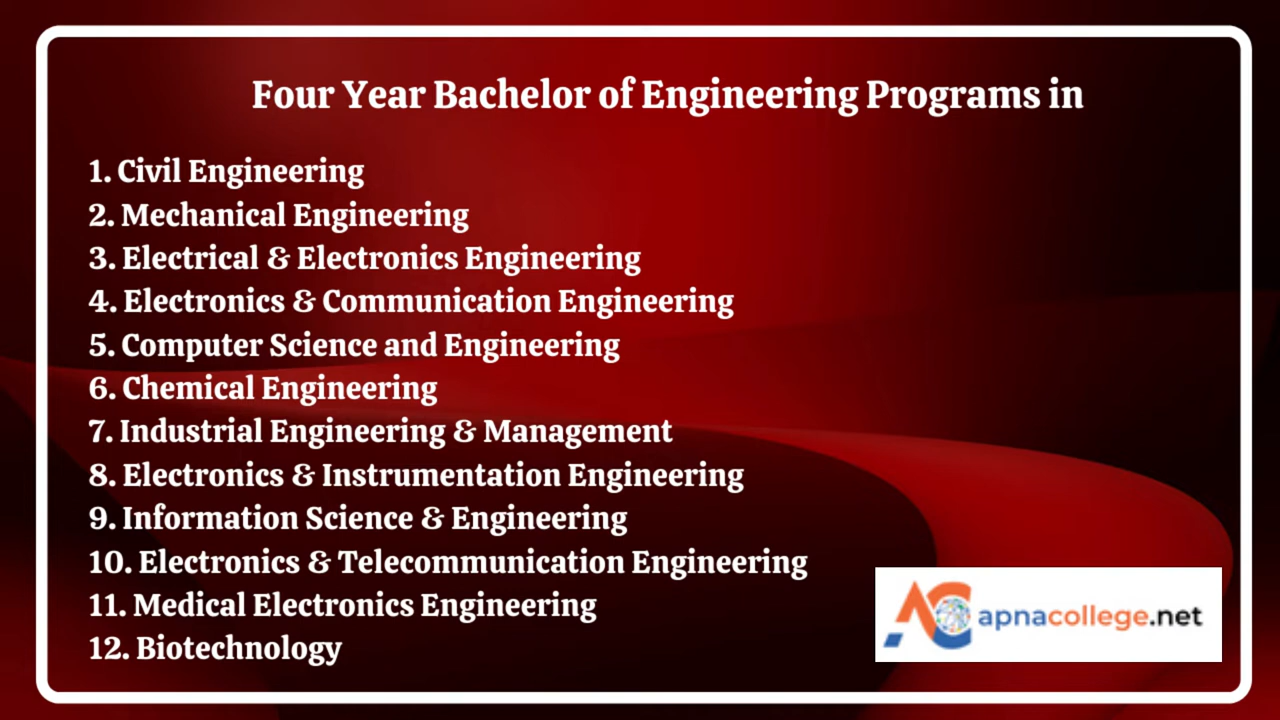 Four Year Bachelor of Engineering Programs in
1. Civil Engineering
2. Mechanical Engineering
3. Electrical & Electronics Engineering
4. Electronics & Communication Engineering
5. Computer Science and Engineering
6. Chemical Engineering
7. Industrial Engineering & Management
8. Electronics & Instrumentation Engineering
9. Information Science & Engineering
10. Electronics & Telecommunication Engineering
11. Medical Electronics Engineering
12. Biotechnology
AC apnacollege.net